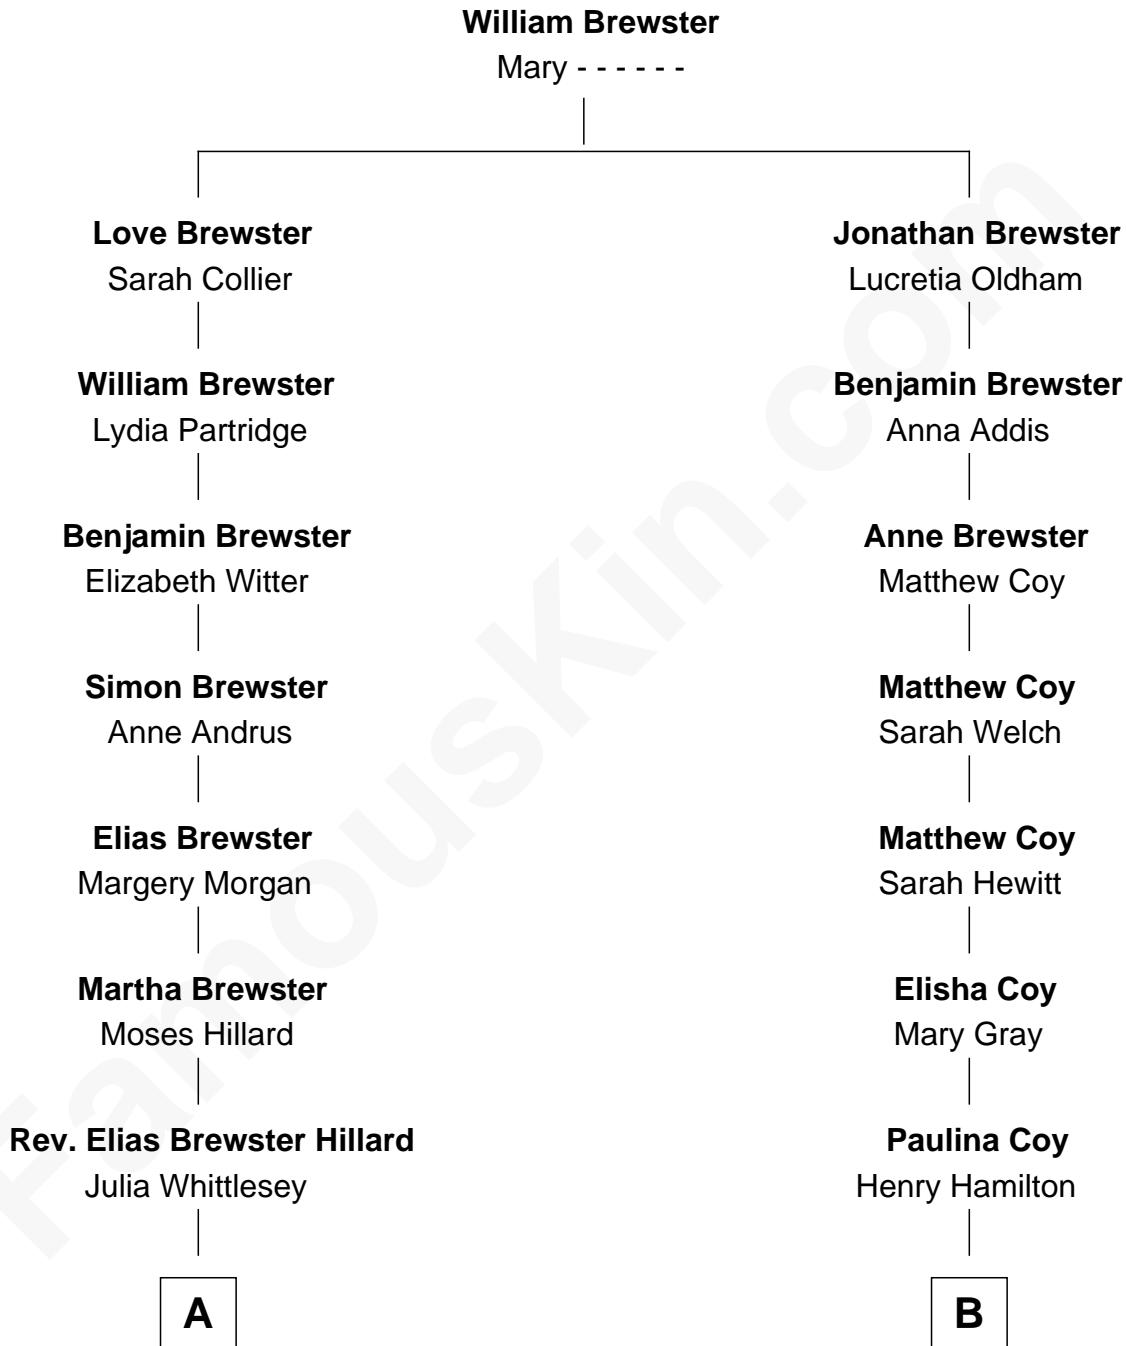 William Brewster
Mary - - - - - -
Love Brewster
Sarah Collier
William Brewster
Lydia Partridge
Benjamin Brewster
Elizabeth Witter
Simon Brewster
Anne Andrus
Elias Brewster
Margery Morgan
Martha Brewster
Moses Hillard
Rev. Elias Brewster Hillard
Julia Whittlesey
A
Jonathan Brewster
Lucretia Oldham
Benjamin Brewster
Anna Addis
Anne Brewster
Matthew Coy
Matthew Coy
Sarah Welch
Matthew Coy
Sarah Hewitt
Elisha Coy
Mary Gray
Paulina Coy
Henry Hamilton
B
FamousKin.com